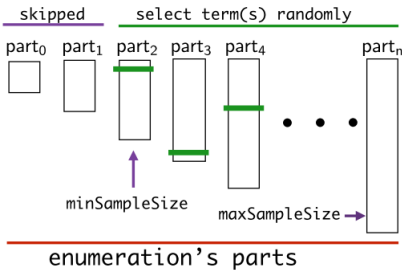 skipped
select term(s) randomly
part₀
part₁
part₂
part₃
part₄
partₙ
minSampleSize
maxSampleSize
enumeration's parts